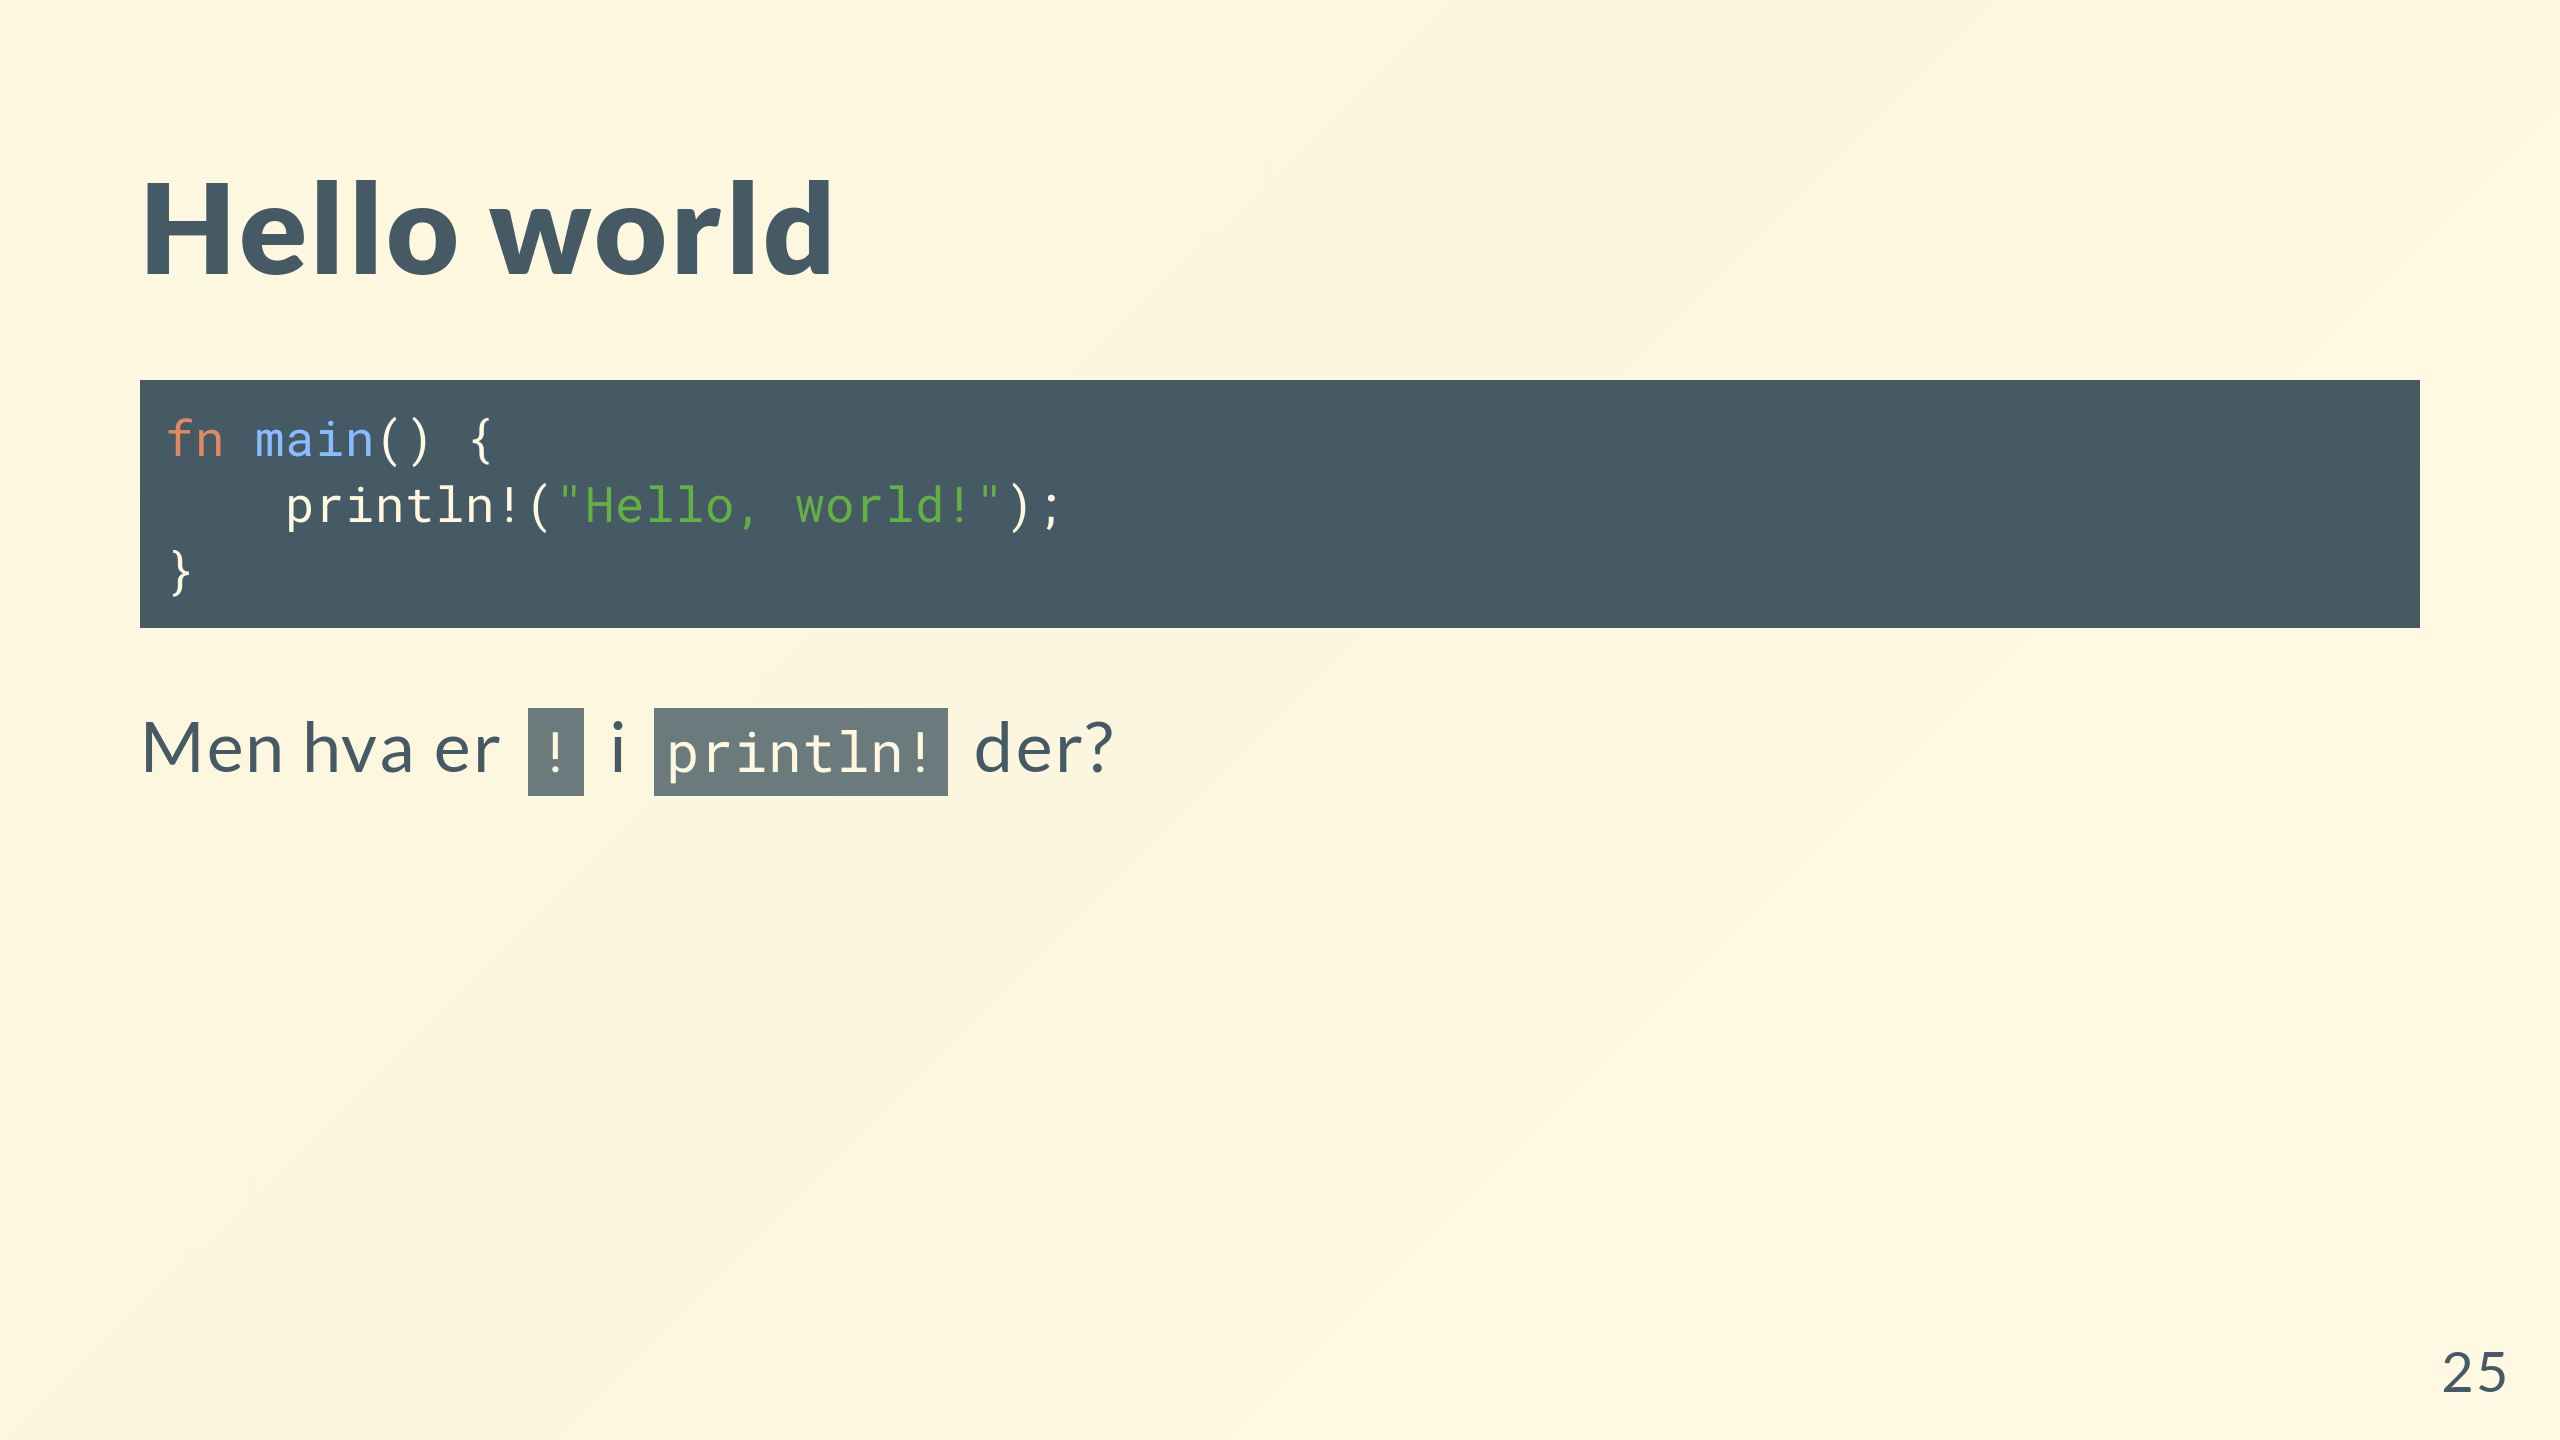 Hello world
fn main() {
    println!("Hello, world!");
}
Men hva er ! i println! der?
25